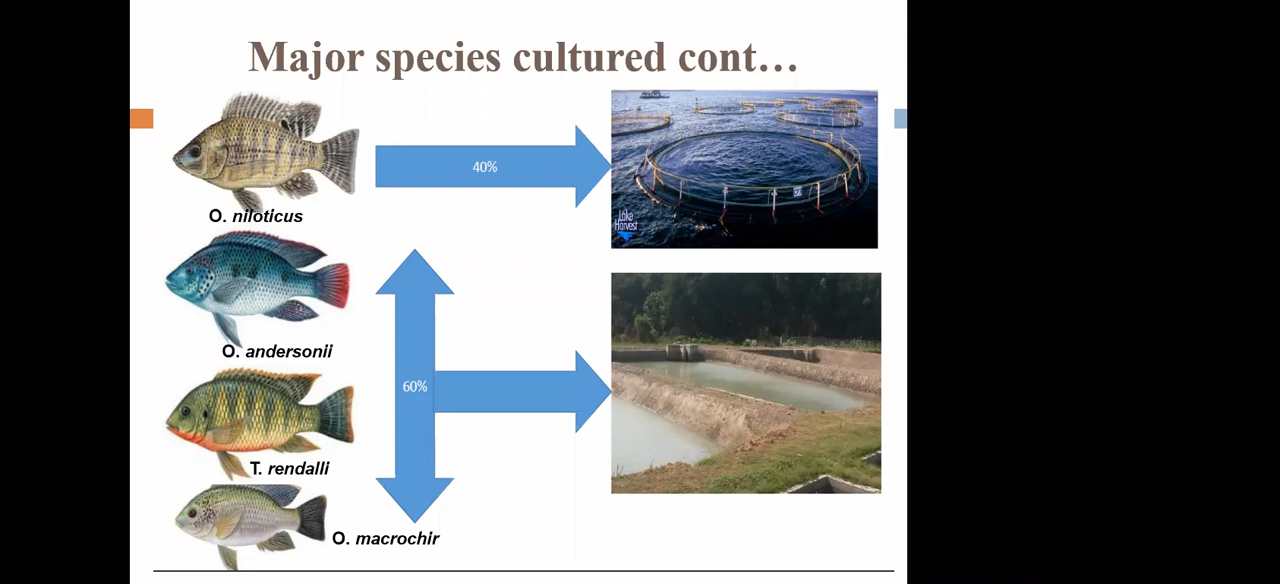 Major species cultured cont…
40%
Lake
Harvest
O. niloticus
O. andersonii
60%
T. rendalli
O. macrochir